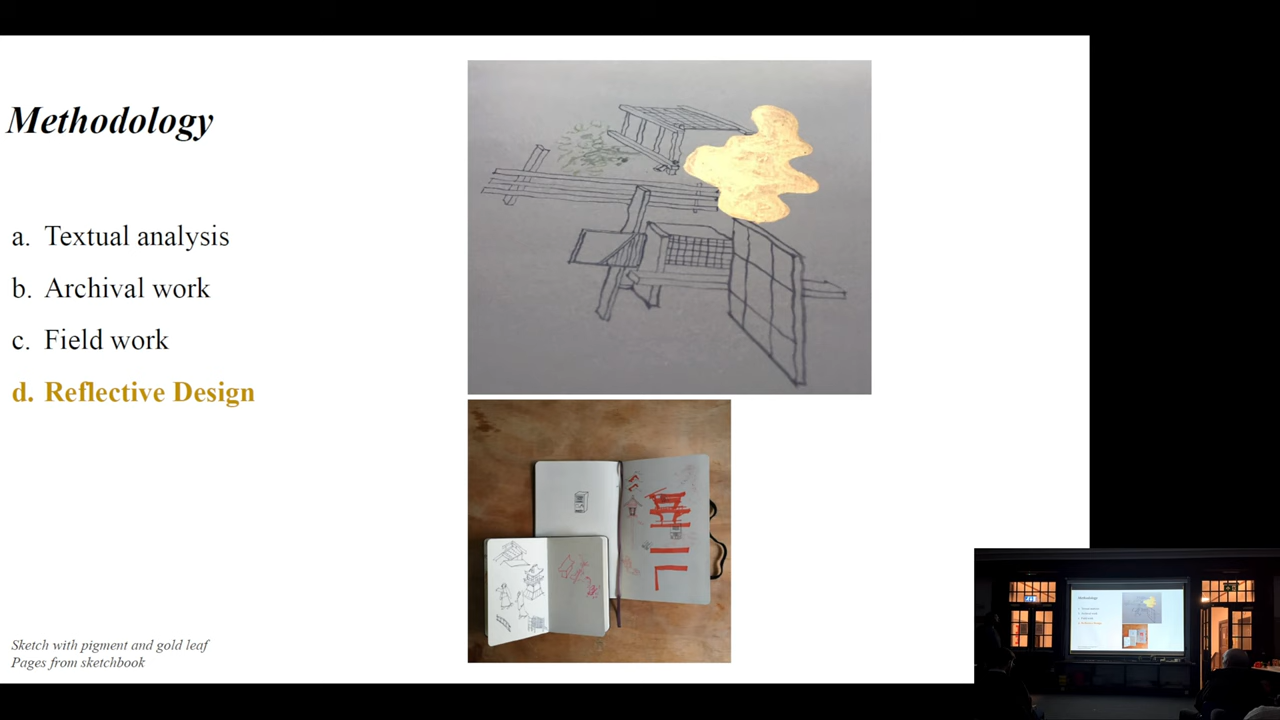 Methodology
a. Textual analysis
b. Archival work
c. Field work
d. Reflective Design
Sketch with pigment and gold leaf
Pages from sketchbook